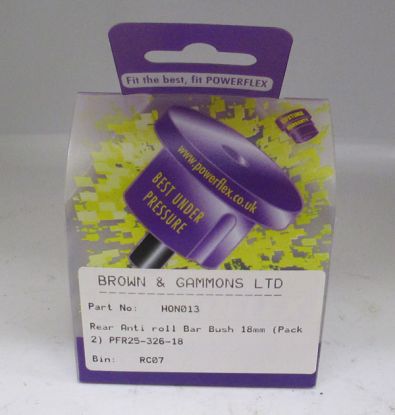 Fit the best, fit POWERFLEX
www.powerflex.co.uk
BEST UNDER
PRESSURE
BROWN & GAMMONS LTD
Part No: HON013
Rear Anti roll Bar Bush 18mm (Pack
2) PFR25-326-18
Bin: RC07